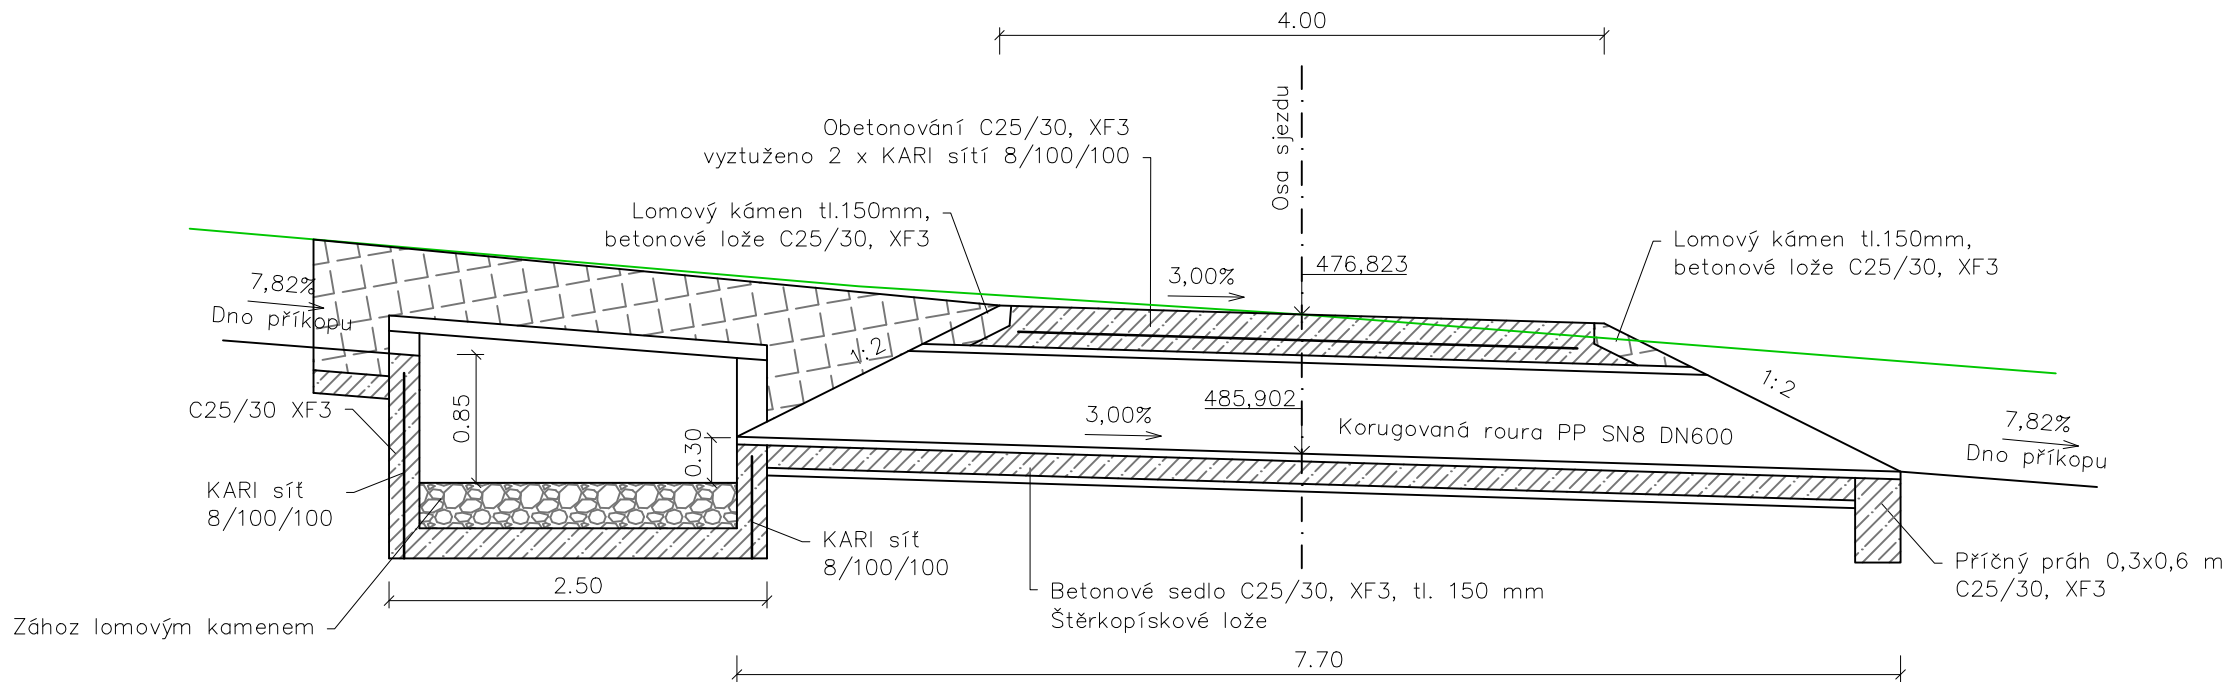 4.00
Osa sjezdu
Obetonování C25/30, XF3
vyztuženo 2 x KARI sítí 8/100/100
Lomový kámen tl.150mm,
betonové lože C25/30, XF3
Lomový kámen tl.150mm,
betonové lože C25/30, XF3
476,823
3,00%
7,82%
Dno příkopu
1:2
1:2
0.85
C25/30 XF3
485,902
3,00%
Korugovaná roura PP SN8 DN600
0.30
7,82%
Dno příkopu
KARI síť
8/100/100
KARI síť
8/100/100
Příčný práh 0,3x0,6 m
C25/30, XF3
2.50
Betonové sedlo C25/30, XF3, tl. 150 mm
Štěrkopískové lože
Zához lomovým kamenem
7.70